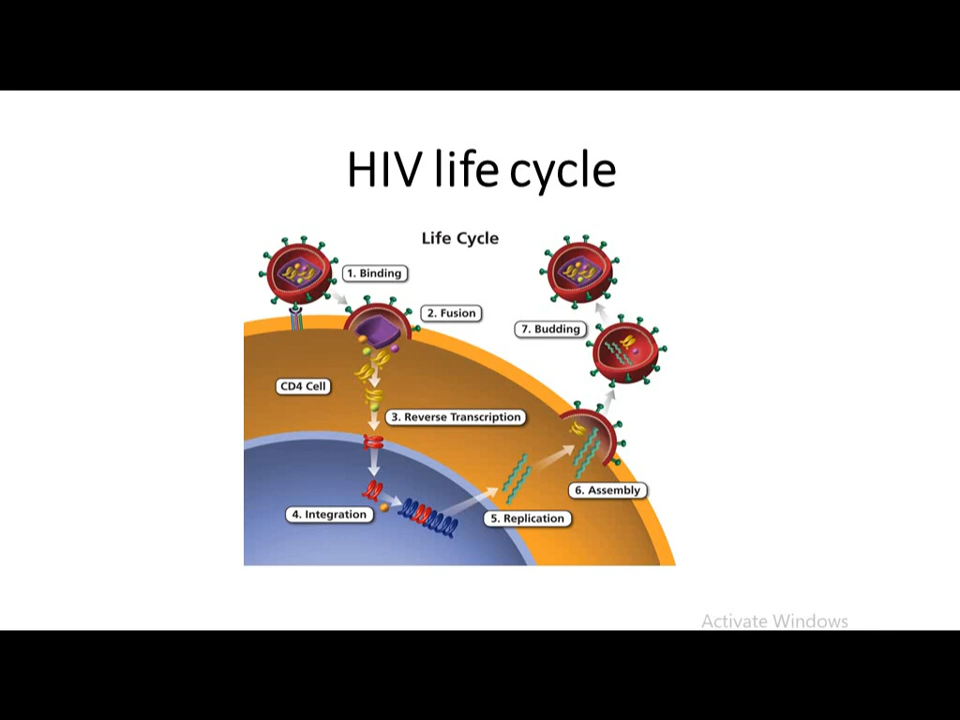 HIV life cycle
Life Cycle
1. Binding
2. Fusion
7. Budding
CD4 Cell
3. Reverse Transcription
6. Assembly
4. Integration
5. Replication
Activate Windows